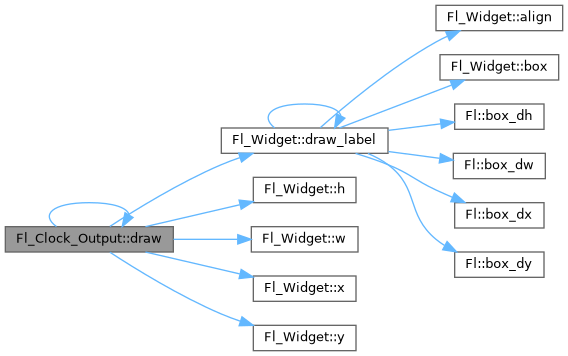 Fl_Widget::align
Fl_Widget::box
Fl::box_dh
Fl_Widget::draw_label
Fl::box_dw
Fl_Widget::h
Fl::box_dx
Fl_Clock_Output::draw
Fl_Widget::w
Fl::box_dy
Fl_Widget::x
Fl_Widget::y